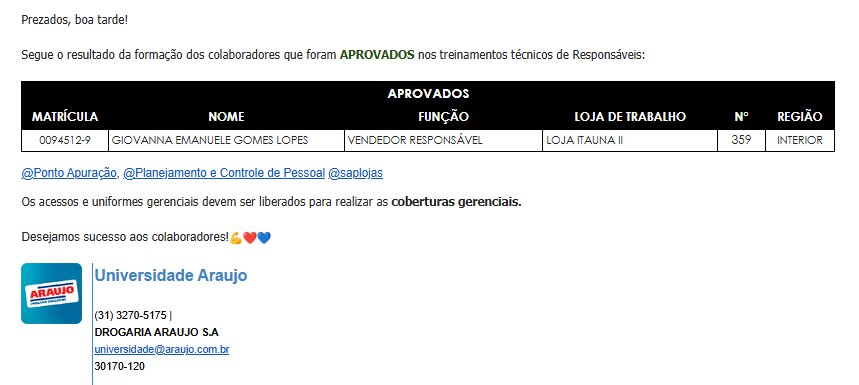 Prezados, boa tarde!
Segue o resultado da formação dos colaboradores que foram APROVADOS nos treinamentos técnicos de Responsáveis:
APROVADOS
MATRÍCULA NOME FUNÇÃO LOJA DE TRABALHO Nº REGIÃO
0094512-9 GIOVANNA EMANUELE GOMES LOPES VENDEDOR RESPONSÁVEL LOJA ITAUNA II 359 INTERIOR
@Ponto Apuração, @Planejamento e Controle de Pessoal @saplojas
Os acessos e uniformes gerenciais devem ser liberados para realizar as coberturas gerenciais.
Desejamos sucesso aos colaboradores!💪❤️💙
Universidade Araujo
ARAUJO
(31) 3270-5175 |
DROGARIA ARAUJO S.A
universidade@araujo.com.br
30170-120